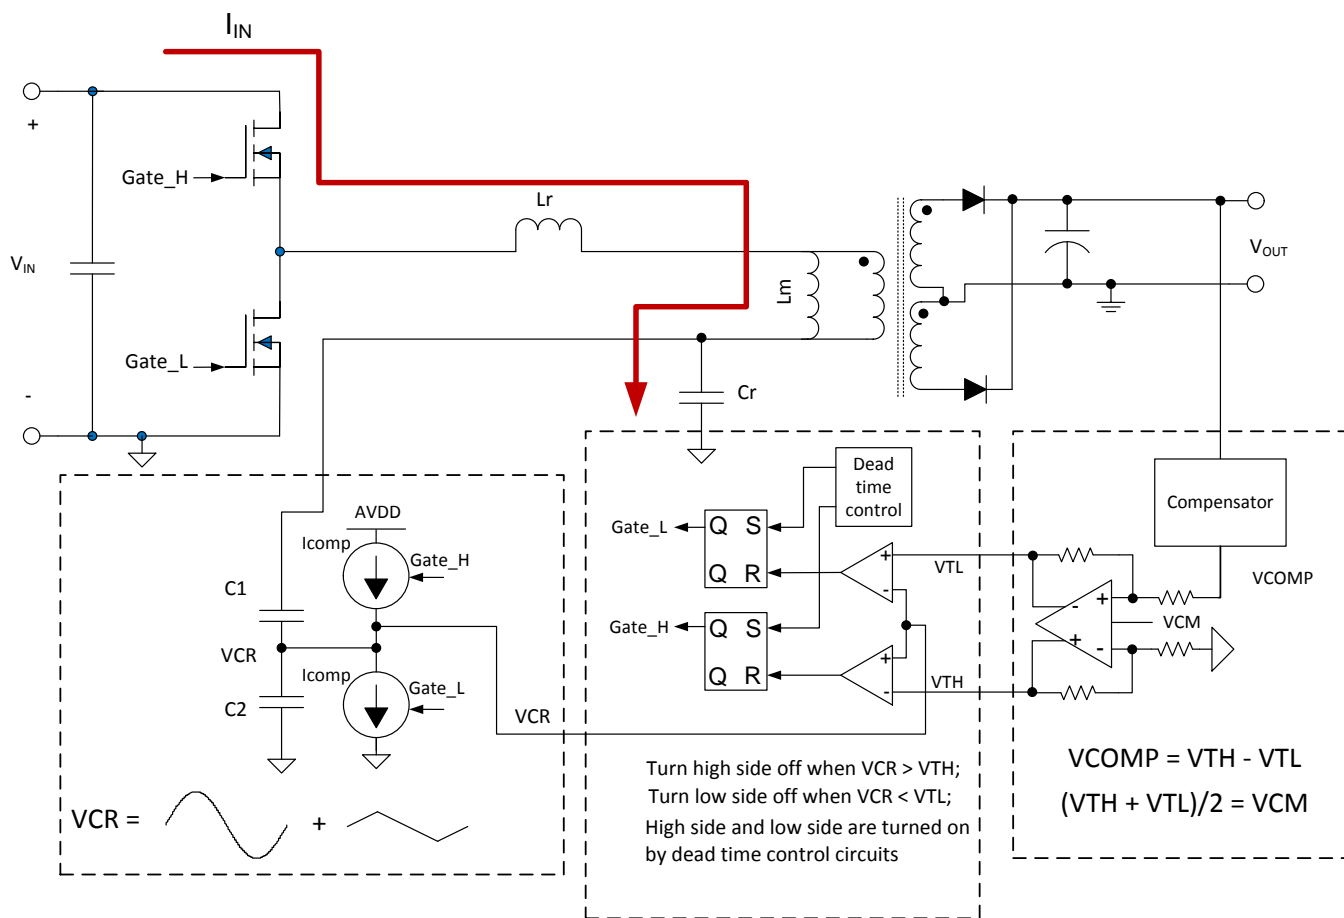 I_IN
+
Gate_H
Lr
V_IN
V_OUT
Lm
Gate_L
-
Cr
Dead
time
control
Compensator
AVDD
Icomp
Gate_H
Gate_L
Q S
Q R
+
-
VTL
VCOMP
C1
VCR
Gate_H
Q S
Q R
+
-
VTH
-
+
+
-
VCM
Icomp
Gate_L
C2
VCR
Turn high side off when VCR > VTH;
Turn low side off when VCR < VTL;
High side and low side are turned on
by dead time control circuits
VCOMP = VTH - VTL
(VTH + VTL)/2 = VCM
VCR = +